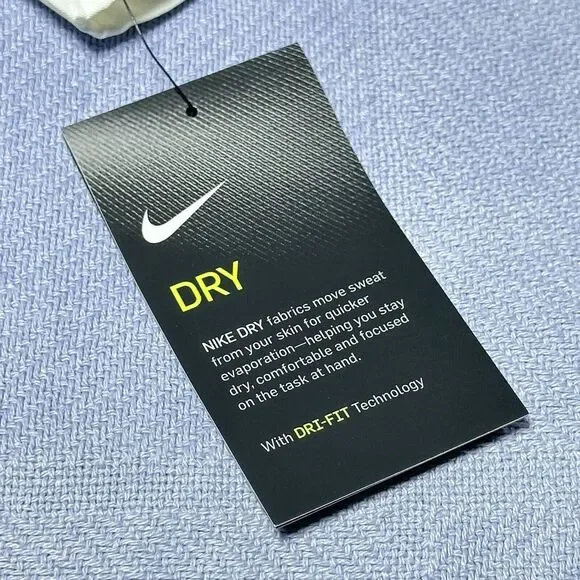 DRY
NIKE DRY fabrics move sweat
from your skin for quicker
evaporation—helping you stay
dry, comfortable and focused
on the task at hand.
With DRI-FIT Technology